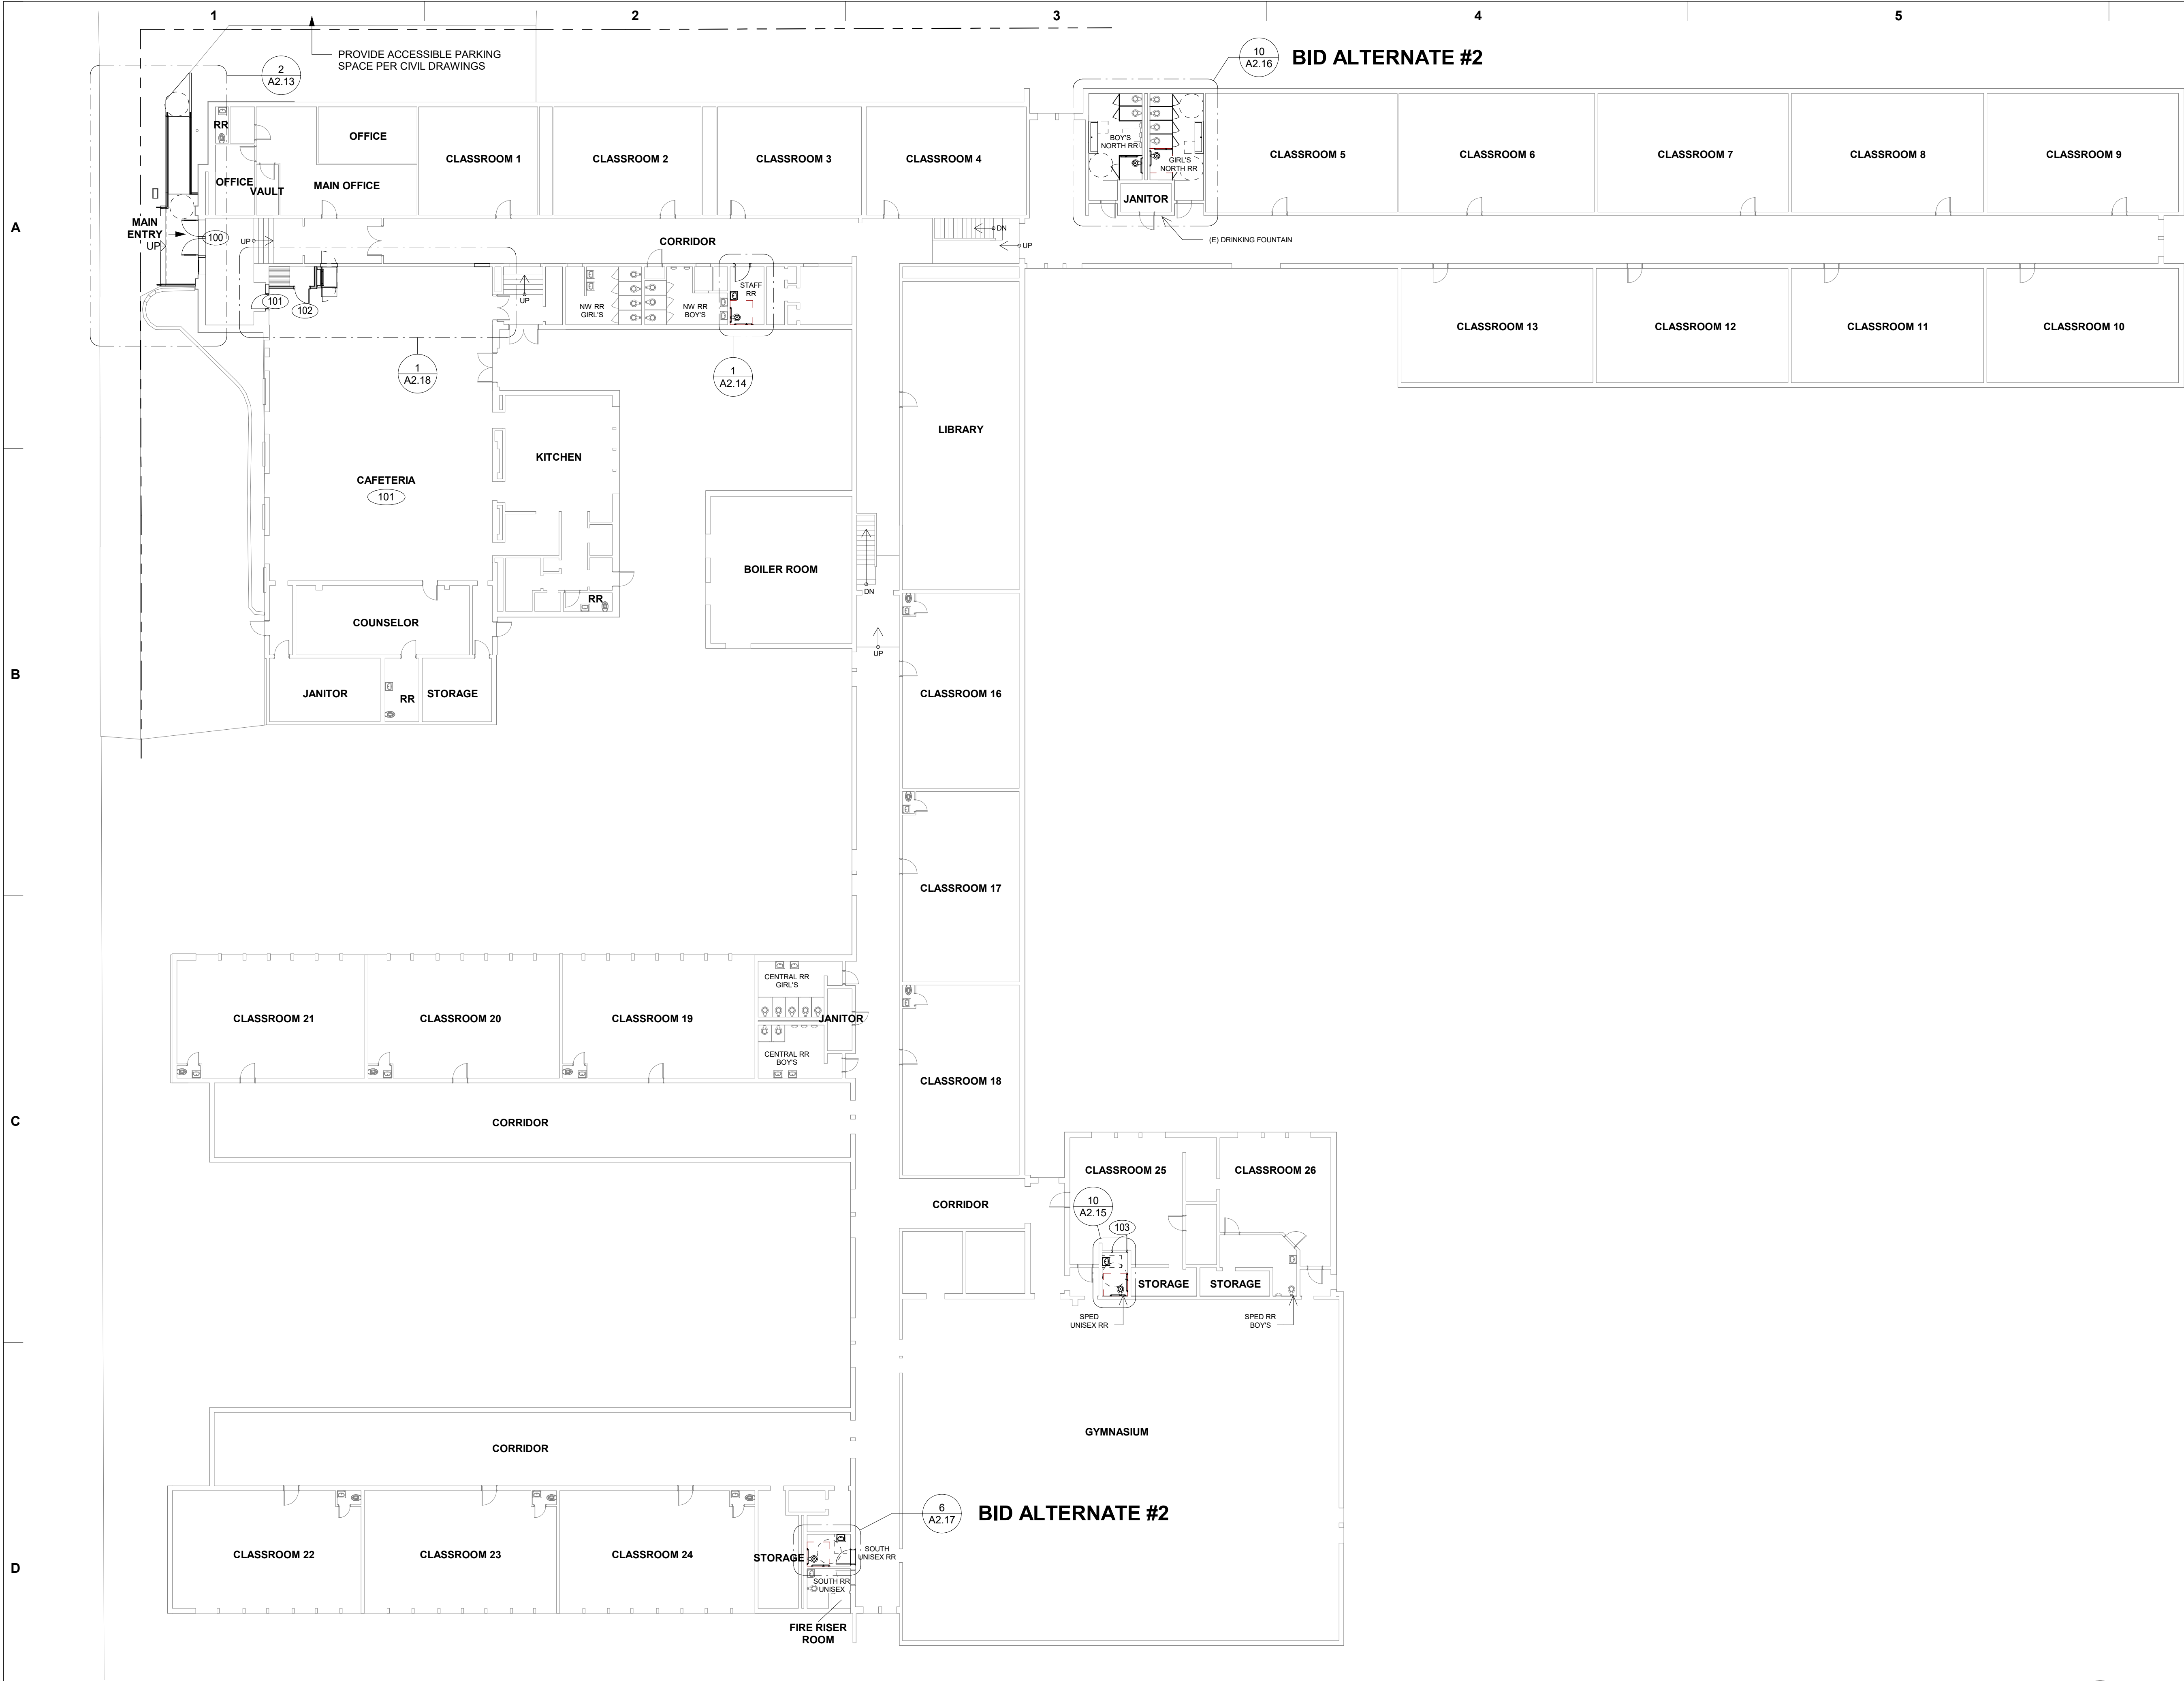 1
2
3
4
5
PROVIDE ACCESSIBLE PARKING
SPACE PER CIVIL DRAWINGS
2
A2.13
10
A2.16
BID ALTERNATE #2
RR
OFFICE
OFFICE
VAULT
MAIN OFFICE
CLASSROOM 1
CLASSROOM 2
CLASSROOM 3
CLASSROOM 4
BOY'S
NORTH RR
GIRL'S
NORTH RR
JANITOR
CLASSROOM 5
CLASSROOM 6
CLASSROOM 7
CLASSROOM 8
CLASSROOM 9
A
MAIN
ENTRY
UP
100
UP
CORRIDOR
DN
UP
(E) DRINKING FOUNTAIN
101
102
UP
NW RR
GIRL'S
NW RR
BOY'S
STAFF
RR
1
A2.18
1
A2.14
CLASSROOM 13
CLASSROOM 12
CLASSROOM 11
CLASSROOM 10
LIBRARY
KITCHEN
CAFETERIA
101
BOILER ROOM
DN
RR
COUNSELOR
UP
B
JANITOR
RR
STORAGE
CLASSROOM 16
CLASSROOM 17
CENTRAL RR
GIRL'S
CLASSROOM 21
CLASSROOM 20
CLASSROOM 19
JANITOR
CENTRAL RR
BOY'S
CLASSROOM 18
C
CORRIDOR
CLASSROOM 25
CLASSROOM 26
CORRIDOR
10
A2.15
103
STORAGE
STORAGE
SPED
UNISEX RR
SPED RR
BOY'S
GYMNASIUM
CORRIDOR
6
A2.17
BID ALTERNATE #2
D
CLASSROOM 22
CLASSROOM 23
CLASSROOM 24
STORAGE
SOUTH
UNISEX RR
SOUTH RR
UNISEX
FIRE RISER
ROOM